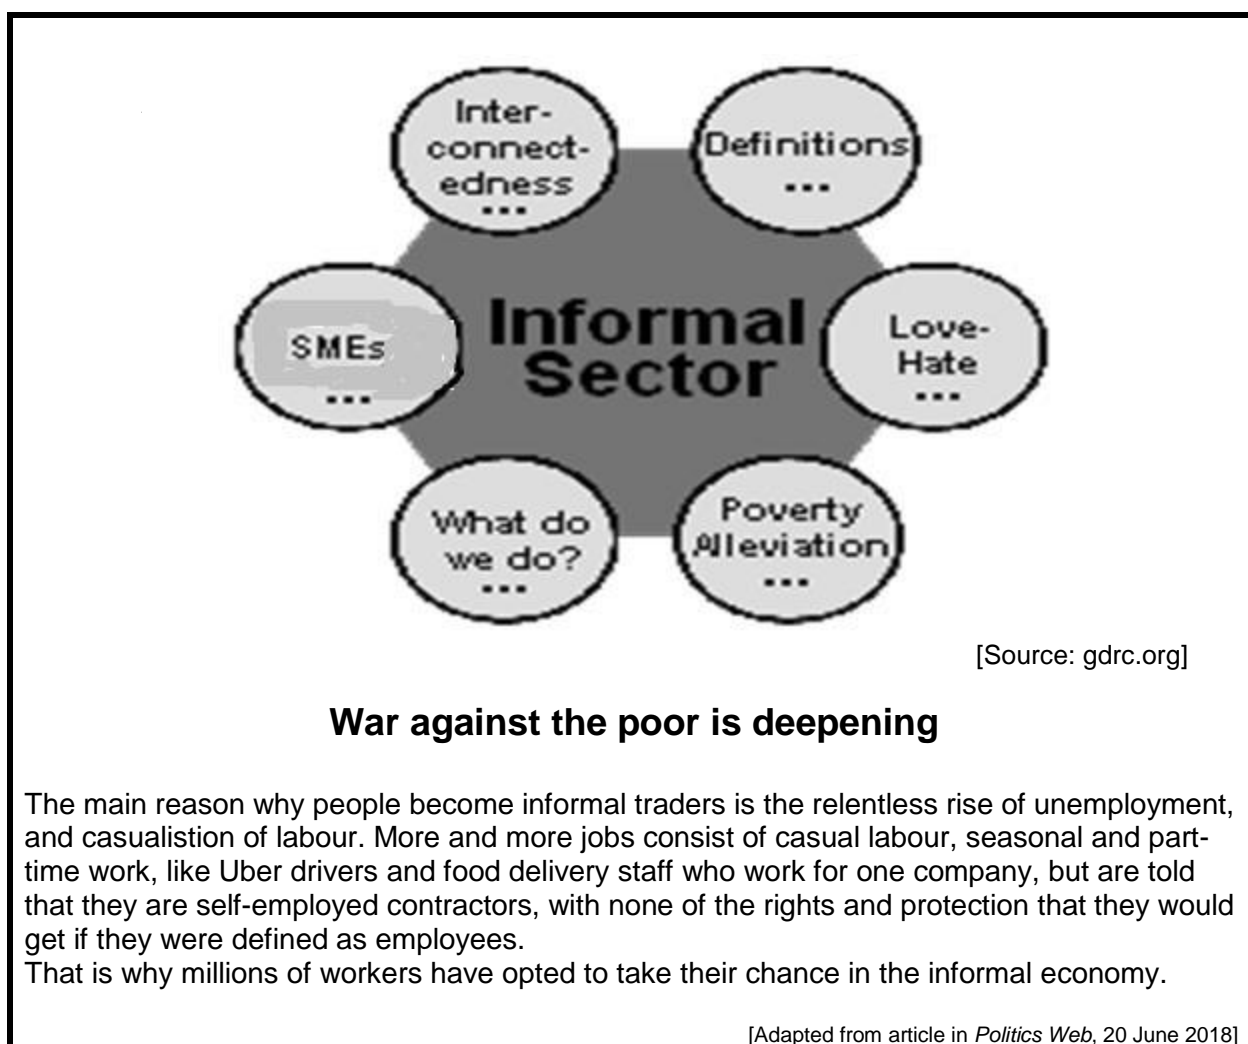 Inter-
connect-
edness
...
Definitions
...
Informal
Sector
SMEs
...
Love-
Hate
...
What do
we do?
...
Poverty
Alleviation
...
[Source: gdrc.org]
War against the poor is deepening
The main reason why people become informal traders is the relentless rise of unemployment,
and casualistion of labour. More and more jobs consist of casual labour, seasonal and part-
time work, like Uber drivers and food delivery staff who work for one company, but are told
that they are self-employed contractors, with none of the rights and protection that they would
get if they were defined as employees.
That is why millions of workers have opted to take their chance in the informal economy.
[Adapted from article in Politics Web, 20 June 2018]